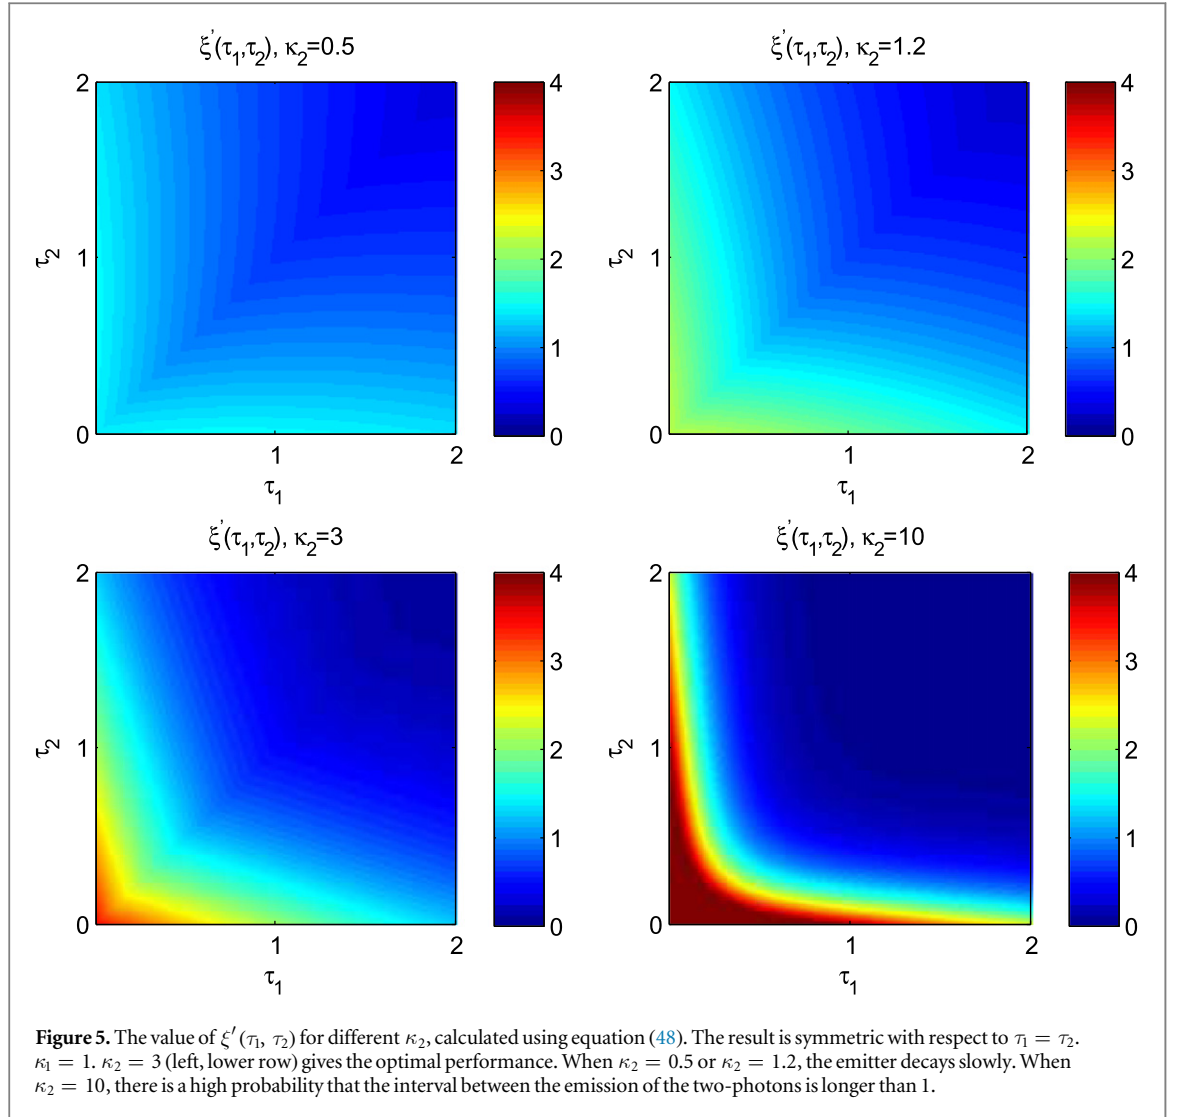 ξ'(τ1,τ2), κ2=0.5
ξ'(τ1,τ2), κ2=1.2
2
1
0
τ2
1
2
τ1
4
3
2
1
0
2
1
0
τ2
1
2
τ1
4
3
2
1
0
ξ'(τ1,τ2), κ2=3
ξ'(τ1,τ2), κ2=10
2
1
0
τ2
1
2
τ1
4
3
2
1
0
2
1
0
τ2
1
2
τ1
4
3
2
1
0
Figure 5. The value of ξ′(τ1, τ2) for different κ2, calculated using equation (48). The result is symmetric with respect to τ1 = τ2.
κ1 = 1. κ2 = 3 (left, lower row) gives the optimal performance. When κ2 = 0.5 or κ2 = 1.2, the emitter decays slowly. When
κ2 = 10, there is a high probability that the interval between the emission of the two-photons is longer than 1.